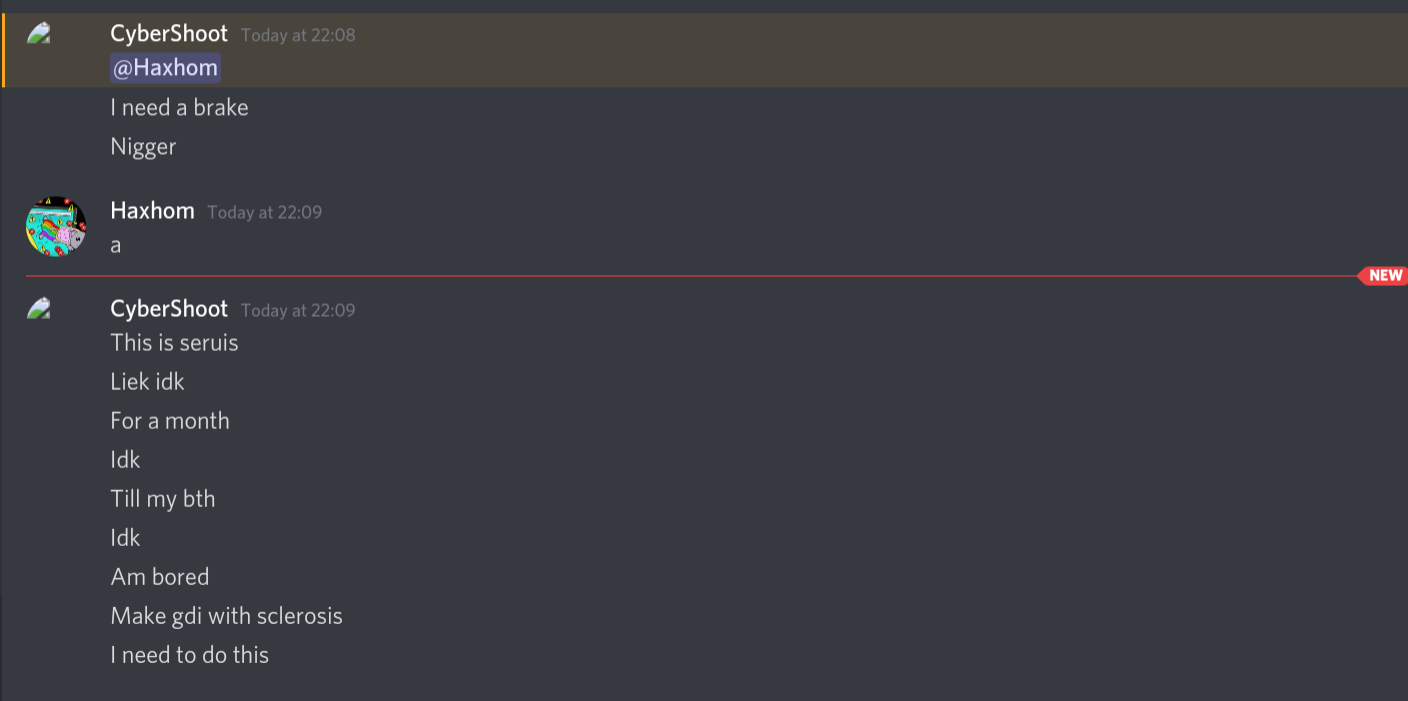 CyberShoot Today at 22:08
@Haxhom
I need a brake
Nigger
Haxhom Today at 22:09
a
NEW
CyberShoot Today at 22:09
This is seruis
Liek idk
For a month
Idk
Till my bth
Idk
Am bored
Make gdi with sclerosis
I need to do this